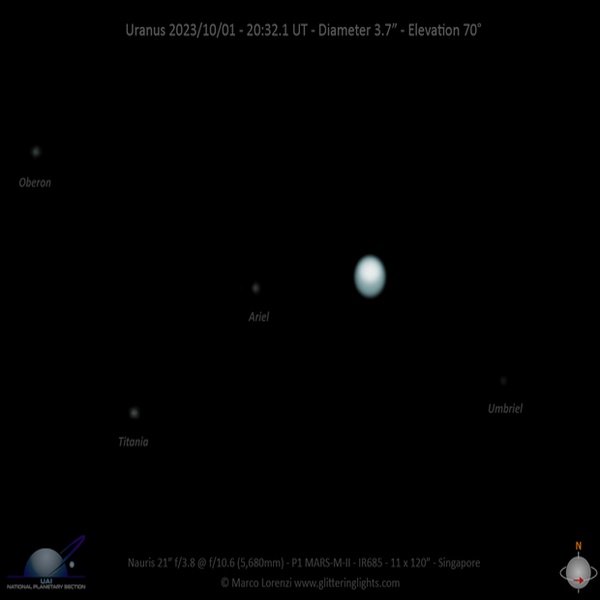 Uranus 2023/10/01 - 20:32.1 UT - Diameter 3.7" - Elevation 70°
Oberon
Ariel
Umbriel
Titania
N
UAI
NATIONAL PLANETARY SECTION
Nauris 21" f/3.8 @ f/10.6 (5,680mm) - P1 MARS-M-II - IR685 - 11 x 120" - Singapore
© Marco Lorenzi www.glitteringlights.com